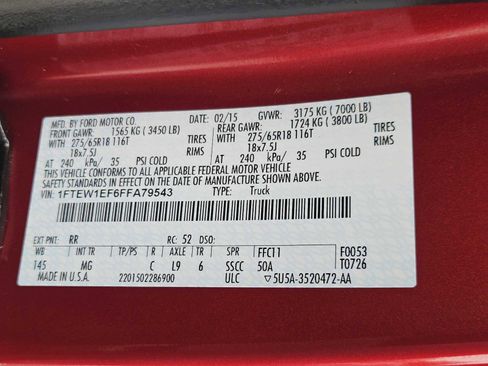 MFD. BY FORD MOTOR CO. DATE: 02/15 GVWR: 3175 KG ( 7000 LB)
FRONT GAWR: 1565 KG ( 3450 LB) REAR GAWR: 1724 KG ( 3800 LB)
WITH 275/65R18 116T TIRES WITH 275/65R18 116T TIRES
18x7.5J RIMS 18x7.5J RIMS
AT 240 kPa/ 35 PSI COLD AT 240 kPa/ 35 PSI COLD
THIS VEHICLE CONFORMS TO ALL APPLICABLE FEDERAL MOTOR VEHICLE
SAFETY STANDARDS IN EFFECT ON THE DATE OF MANUFACTURE SHOWN ABOVE.
VIN: 1FTEW1EF6FFA79543 TYPE: Truck
EXT PNT: RR RC: 52 DSO:
WB INT TR TP/PS R AXLE TR SPR FFC11 F0053
145 MG C L9 6 SSCC 50A T0726
MADE IN U.S.A. 2201502286900 ULC 5U5A-3520472-AA